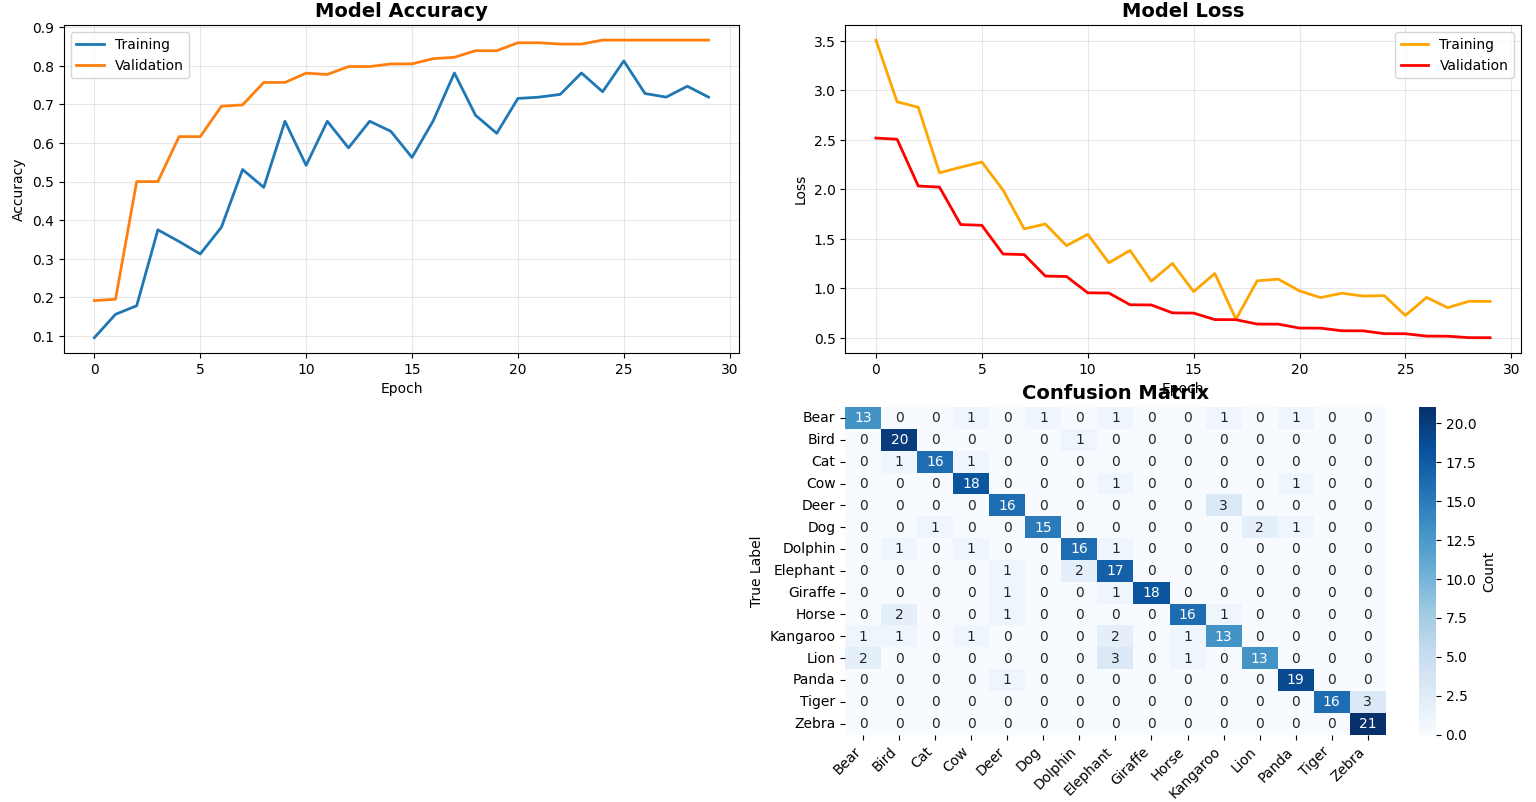 Model Accuracy
0.9
0.8
0.7
0.6
0.5
0.4
0.3
0.2
0.1
Accuracy
Training
Validation
0 5 10 15 20 25 30
Epoch
Model Loss
3.5
3.0
2.5
2.0
1.5
1.0
0.5
Loss
Training
Validation
0 5 10 15 20 25 30
Epoch
Confusion Matrix
True Label
Bear 13 0 0 1 0 1 0 1 0 0 1 0 1 0 0
Bird 0 20 0 0 0 0 1 0 0 0 0 0 0 0 0
Cat 0 1 16 1 0 0 0 0 0 0 0 0 0 0 0
Cow 0 0 0 18 0 0 0 1 0 0 0 0 1 0 0
Deer 0 0 0 0 16 0 0 0 0 0 3 0 0 0 0
Dog 0 0 1 0 0 15 0 0 0 0 0 2 1 0 0
Dolphin 0 1 0 1 0 0 16 1 0 0 0 0 0 0 0
Elephant 0 0 0 0 1 0 2 17 0 0 0 0 0 0 0
Giraffe 0 0 0 0 1 0 0 1 18 0 0 0 0 0 0
Horse 0 2 0 0 1 0 0 0 0 16 1 0 0 0 0
Kangaroo 1 1 0 1 0 0 0 2 0 1 13 0 0 0 0
Lion 2 0 0 0 0 0 0 3 0 1 0 13 0 0 0
Panda 0 0 0 0 1 0 0 0 0 0 0 0 19 0 0
Tiger 0 0 0 0 0 0 0 0 0 0 0 0 0 16 3
Zebra 0 0 0 0 0 0 0 0 0 0 0 0 0 0 21
Bear Bird Cat Cow Deer Dog Dolphin Elephant Giraffe Horse Kangaroo Lion Panda Tiger Zebra
20.0
17.5
15.0
12.5
10.0
7.5
5.0
2.5
0.0
Count